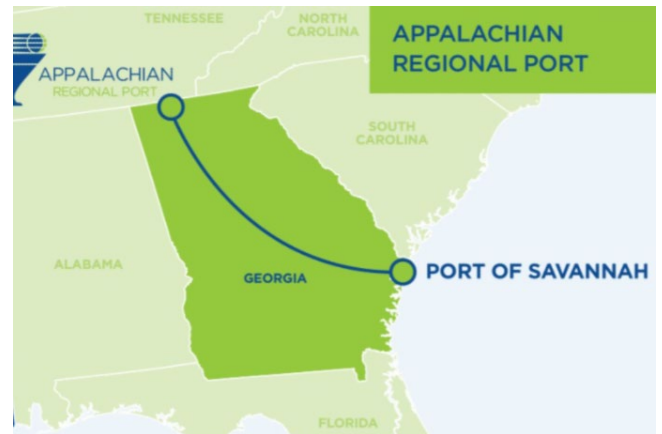 TENNESSEE
NORTH
CAROLINA
APPALACHIAN
REGIONAL PORT
APPALACHIAN
REGIONAL PORT
SOUTH
CAROLINA
ALABAMA
GEORGIA
PORT OF SAVANNAH
FLORIDA